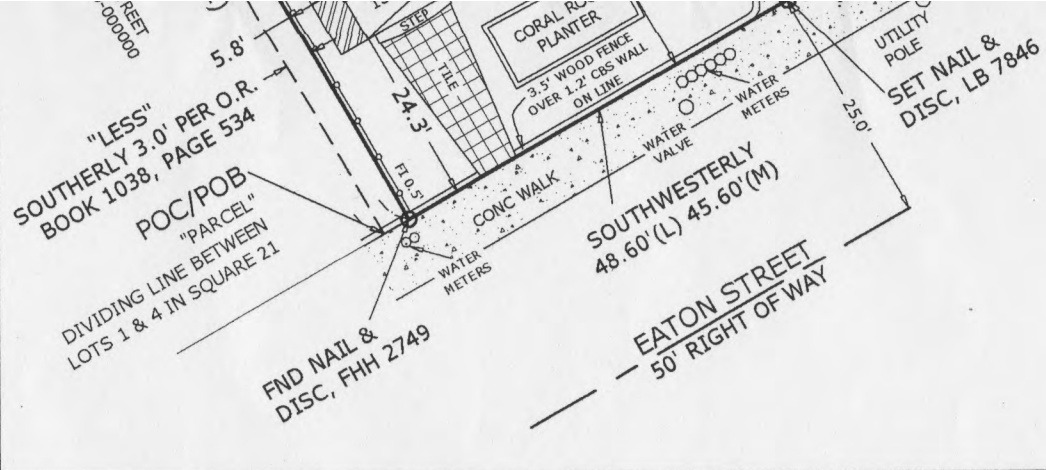 -000000
5.8'
STEP
TILE
24.3'
FI 0.5
CORAL
PLANTER
3.5' WOOD FENCE
OVER 1.2' CBS WALL
ON LINE
UTILITY
POLE
SET NAIL &
DISC, LB 7846
25.0'
WATER
METERS
WATER
VALVE
"LESS"
SOUTHERLY 3.0' PER O.R.
BOOK 1038, PAGE 534
POC/POB
"PARCEL"
DIVIDING LINE BETWEEN
LOTS 1 & 4 IN SQUARE 21
CONC WALK
WATER
METERS
SOUTHWESTERLY
48.60'(L) 45.60'(M)
FND NAIL &
DISC, FHH 2749
EATON STREET
50' RIGHT OF WAY